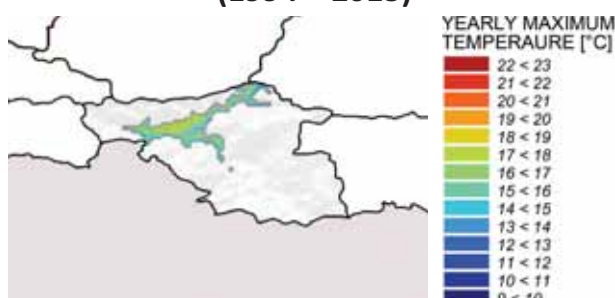 YEARLY MAXIMUM
TEMPERAURE [°C]
22 < 23
21 < 22
20 < 21
19 < 20
18 < 19
17 < 18
16 < 17
15 < 16
14 < 15
13 < 14
12 < 13
11 < 12
10 < 11